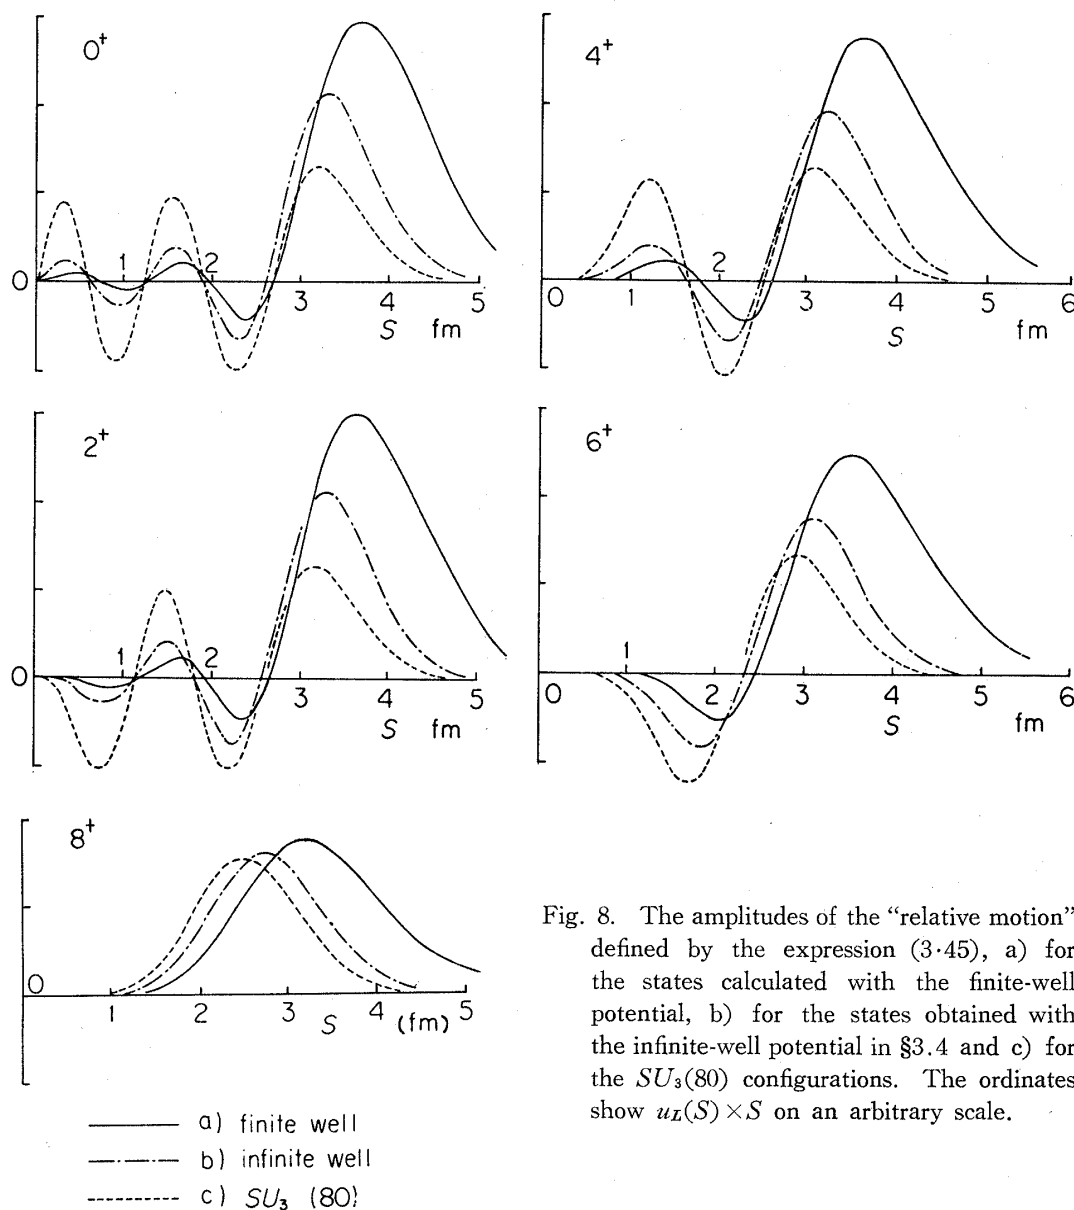 0⁺
0
1
2
3
4
5
S
fm
4⁺
0
1
2
3
4
5
6
S
fm
2⁺
0
1
2
3
4
5
S
fm
6⁺
0
1
2
3
4
5
6
S
fm
8⁺
0
1
2
3
4
5
S
(fm)
a) finite well
b) infinite well
c) SU₃ (80)
Fig. 8. The amplitudes of the “relative motion”
defined by the expression (3·45), a) for
the states calculated with the finite-well
potential, b) for the states obtained with
the infinite-well potential in §3.4 and c) for
the SU₃(80) configurations. The ordinates
show u_L(S)×S on an arbitrary scale.